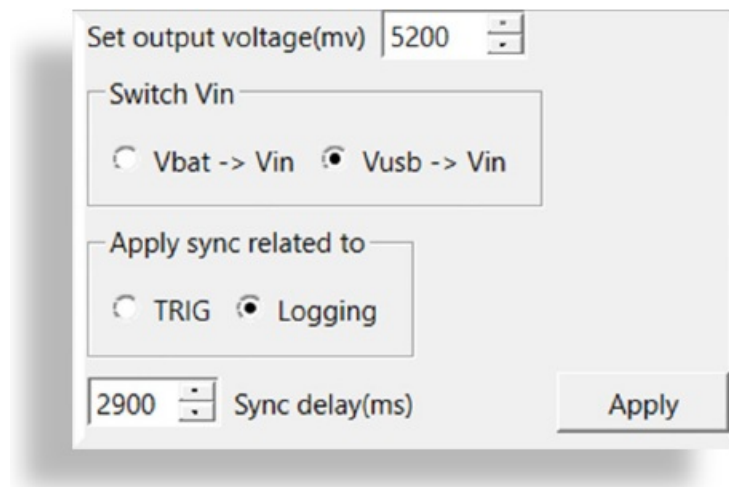 Set output voltage(mv) 5200
Switch Vin
Vbat -> Vin Vusb -> Vin
Apply sync related to
TRIG Logging
2900 Sync delay(ms) Apply